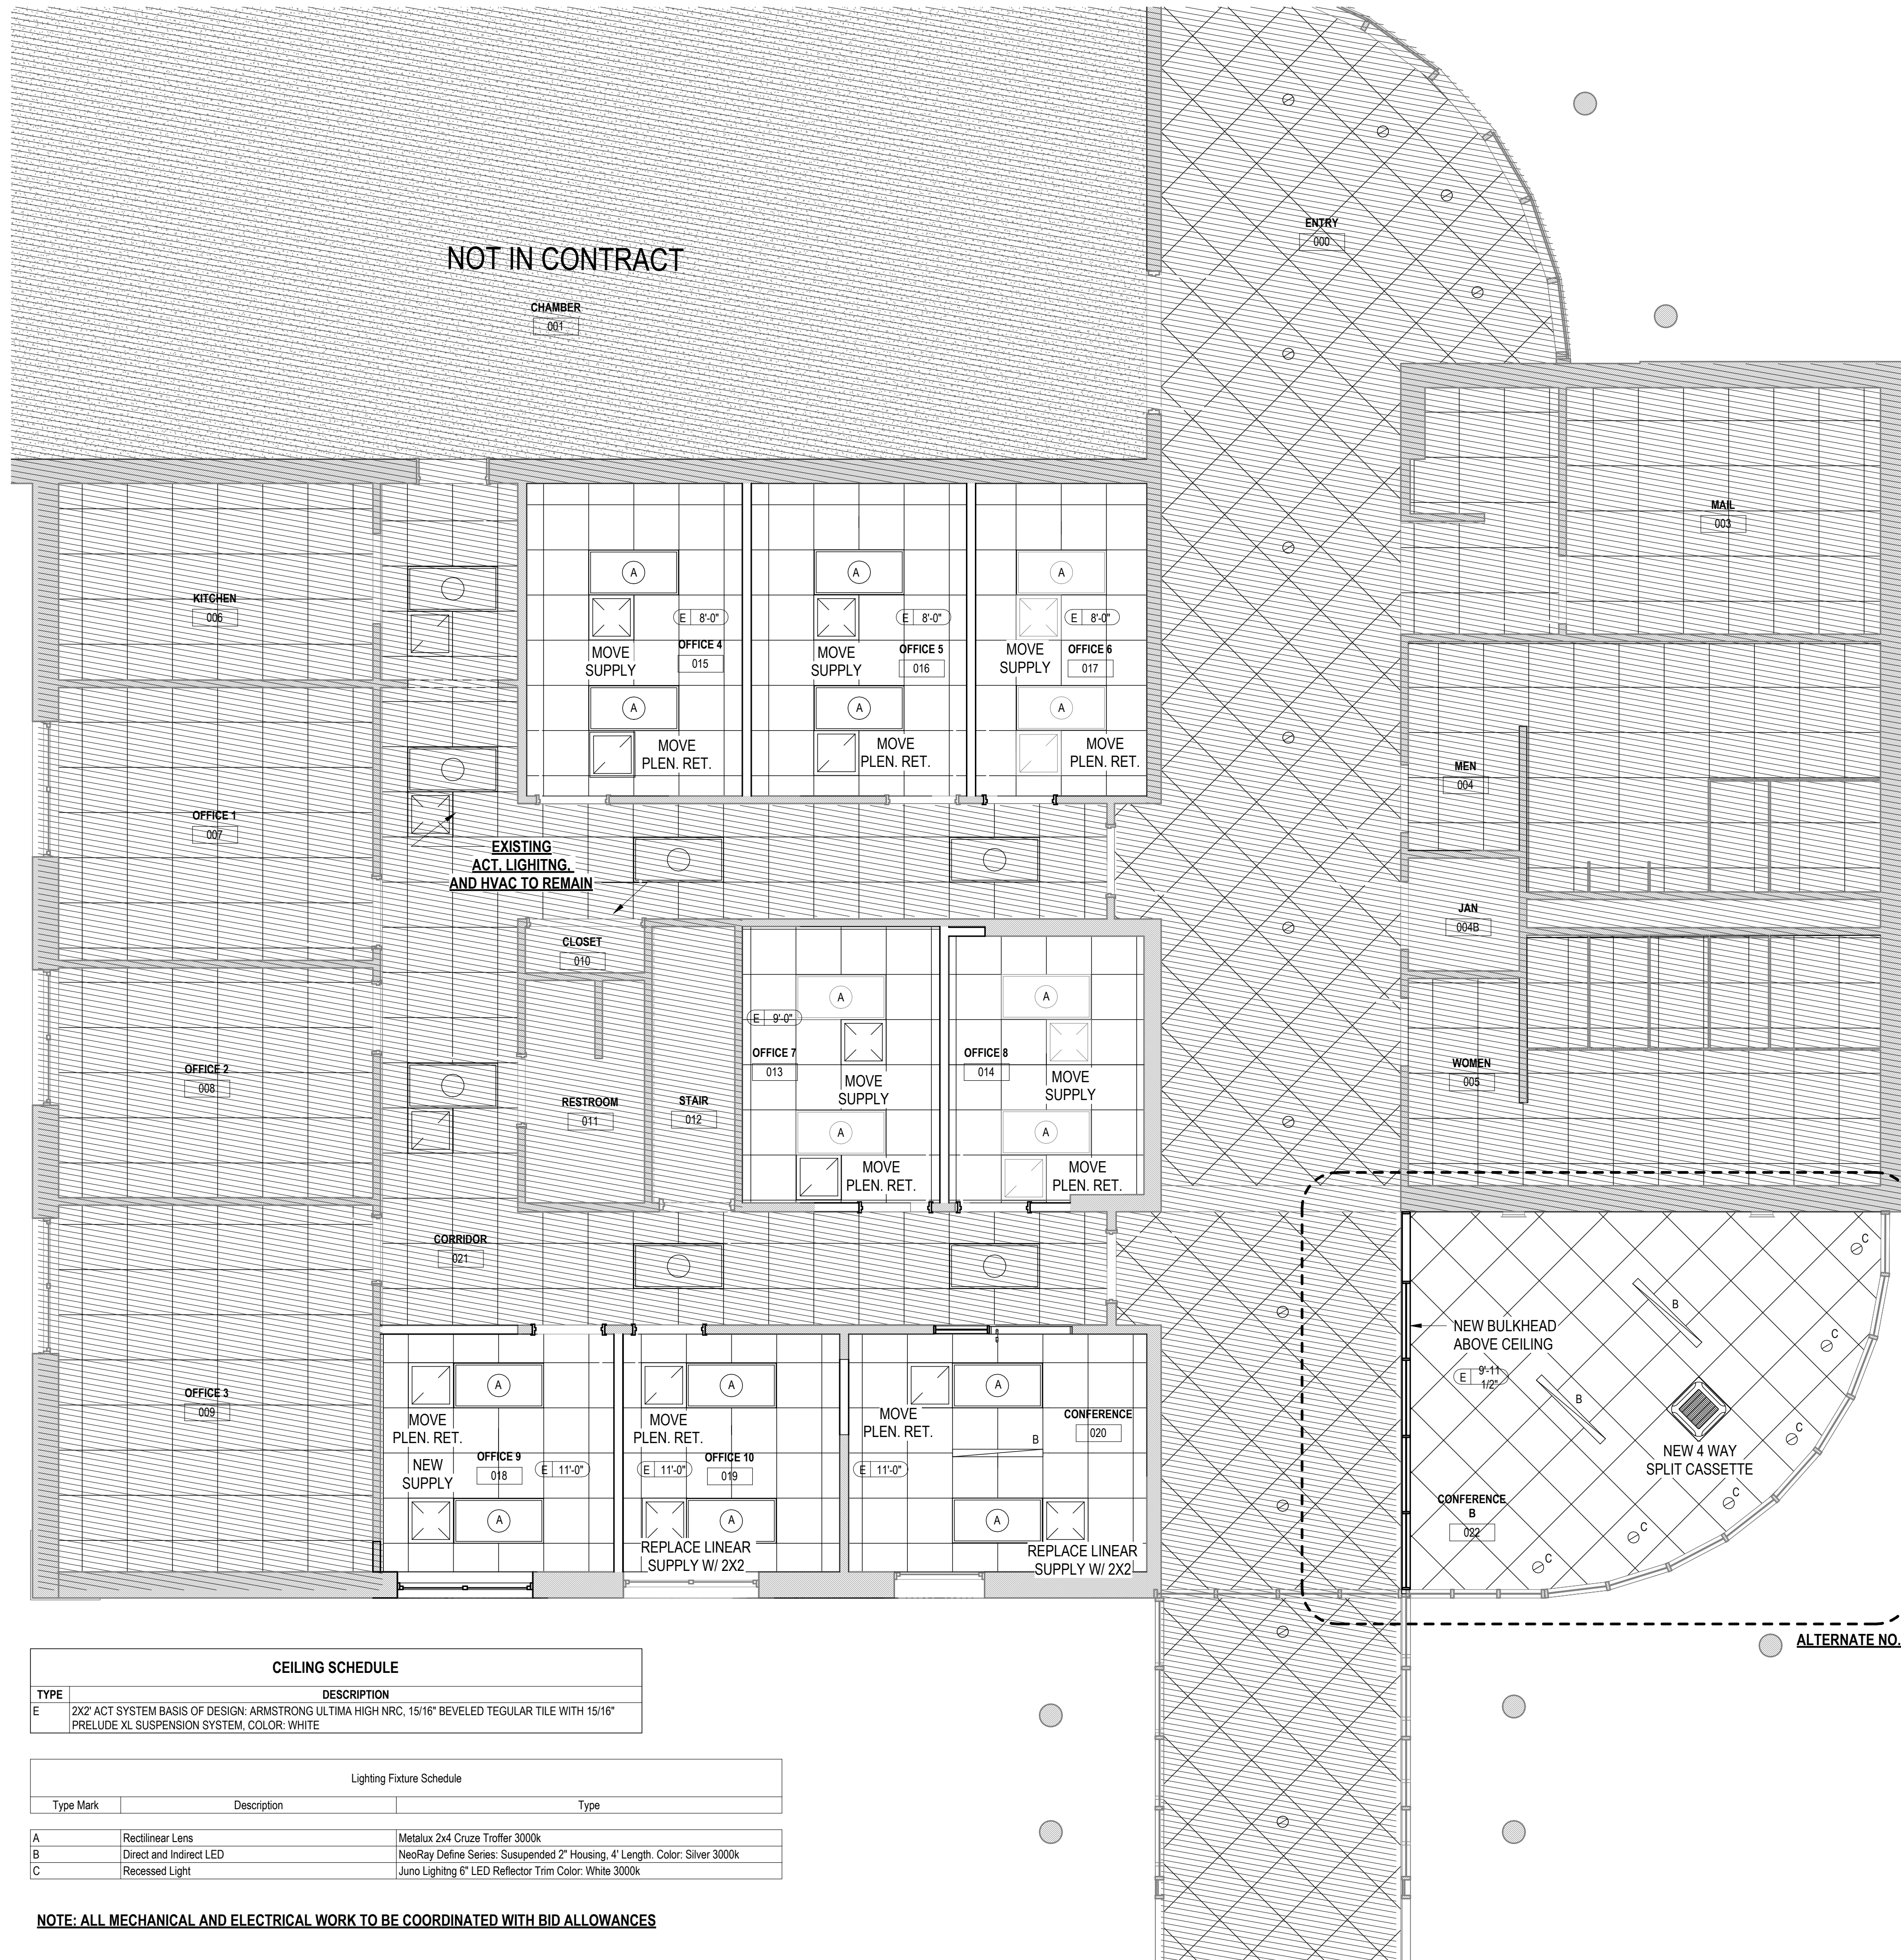 ENTRY
000
NOT IN CONTRACT
CHAMBER
001
MAIL
003
KITCHEN
006
A
A
A
E 8'-0"
E 8'-0"
E 8'-0"
MOVE
SUPPLY
OFFICE 4
015
MOVE
SUPPLY
OFFICE 5
016
MOVE
SUPPLY
OFFICE 6
017
A
A
A
MOVE
PLEN. RET.
MOVE
PLEN. RET.
MOVE
PLEN. RET.
MEN
004
OFFICE 1
007
EXISTING
ACT, LIGHITNG,
AND HVAC TO REMAIN
JAN
004B
CLOSET
010
A
A
E 9'-0"
OFFICE 7
013
OFFICE 8
014
MOVE
SUPPLY
MOVE
SUPPLY
OFFICE 2
008
RESTROOM
011
STAIR
012
WOMEN
005
A
A
MOVE
PLEN. RET.
MOVE
PLEN. RET.
CORRIDOR
021
C
B
NEW BULKHEAD
ABOVE CEILING
C
E 9'-11
1/2"
B
C
NEW 4 WAY
SPLIT CASSETTE
C
C
C
CONFERENCE
B
022
OFFICE 3
009
A
A
A
MOVE
PLEN. RET.
MOVE
PLEN. RET.
MOVE
PLEN. RET.
CONFERENCE
020
B
NEW
SUPPLY
OFFICE 9
018
E 11'-0"
E 11'-0"
OFFICE 10
019
E 11'-0"
A
A
A
REPLACE LINEAR
SUPPLY W/ 2X2
REPLACE LINEAR
SUPPLY W/ 2X2
ALTERNATE NO.
CEILING SCHEDULE
TYPE DESCRIPTION
E 2X2' ACT SYSTEM BASIS OF DESIGN: ARMSTRONG ULTIMA HIGH NRC, 15/16" BEVELED TEGULAR TILE WITH 15/16"
PRELUDE XL SUSPENSION SYSTEM, COLOR: WHITE
Lighting Fixture Schedule
Type Mark Description Type
A Rectilinear Lens Metalux 2x4 Cruze Troffer 3000k
B Direct and Indirect LED NeoRay Define Series: Susupended 2" Housing, 4' Length. Color: Silver 3000k
C Recessed Light Juno Lighitng 6" LED Reflector Trim Color: White 3000k
NOTE: ALL MECHANICAL AND ELECTRICAL WORK TO BE COORDINATED WITH BID ALLOWANCES